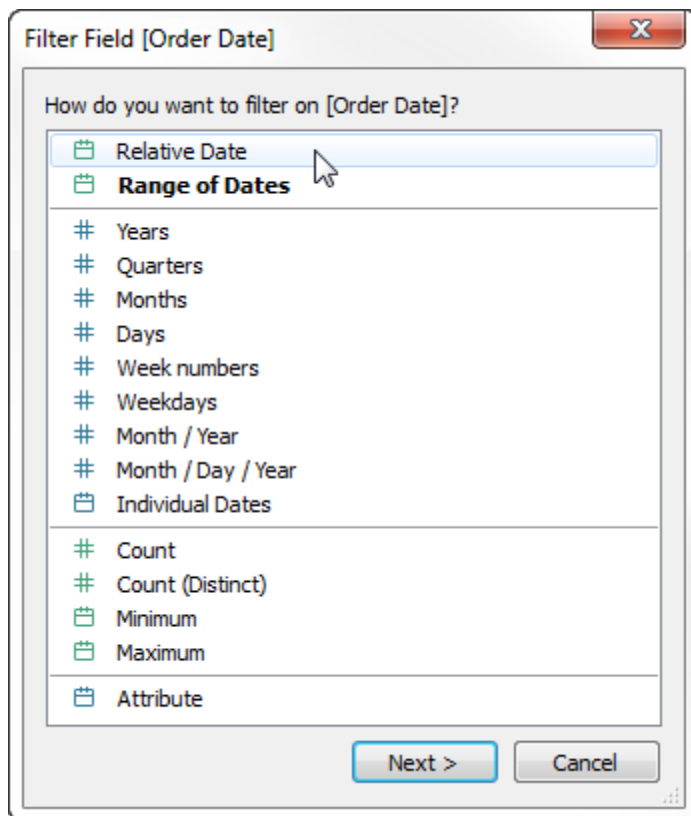 Filter Field [Order Date]
How do you want to filter on [Order Date]?
Relative Date
Range of Dates
Years
Quarters
Months
Days
Week numbers
Weekdays
Month / Year
Month / Day / Year
Individual Dates
Count
Count (Distinct)
Minimum
Maximum
Attribute
Next >
Cancel